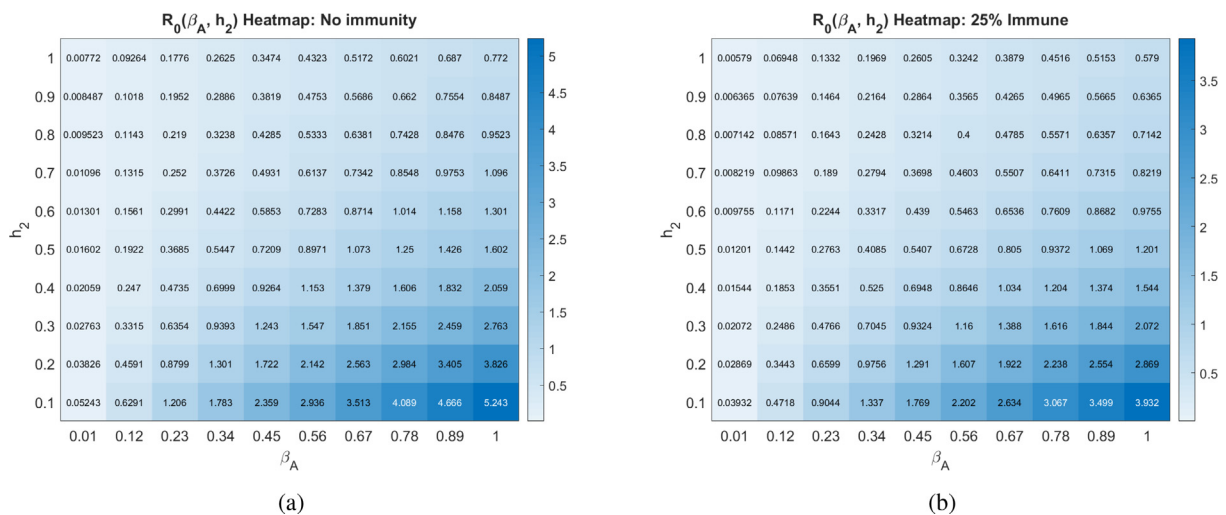 R0(βA, h2) Heatmap: No immunity
1 0.00772 0.09264 0.1776 0.2625 0.3474 0.4323 0.5172 0.6021 0.687 0.772
0.9 0.008487 0.1018 0.1952 0.2886 0.3819 0.4753 0.5686 0.662 0.7554 0.8487
0.8 0.009523 0.1143 0.219 0.3238 0.4285 0.5333 0.6381 0.7428 0.8476 0.9523
0.7 0.01096 0.1315 0.252 0.3726 0.4931 0.6137 0.7342 0.8548 0.9753 1.096
0.6 0.01301 0.1561 0.2991 0.4422 0.5853 0.7283 0.8714 1.014 1.158 1.301
0.5 0.01602 0.1922 0.3685 0.5447 0.7209 0.8971 1.073 1.25 1.426 1.602
0.4 0.02059 0.247 0.4735 0.6999 0.9264 1.153 1.379 1.606 1.832 2.059
0.3 0.02763 0.3315 0.6354 0.9393 1.243 1.547 1.851 2.155 2.459 2.763
0.2 0.03826 0.4591 0.8799 1.301 1.722 2.142 2.563 2.984 3.405 3.826
0.1 0.05243 0.6291 1.206 1.783 2.359 2.936 3.513 4.089 4.666 5.243
0.01 0.12 0.23 0.34 0.45 0.56 0.67 0.78 0.89 1
h2
βA
5
4.5
4
3.5
3
2.5
2
1.5
1
0.5
(a)
R0(βA, h2) Heatmap: 25% Immune
1 0.00579 0.06948 0.1332 0.1969 0.2605 0.3242 0.3879 0.4516 0.5153 0.579
0.9 0.006365 0.07639 0.1464 0.2164 0.2864 0.3565 0.4265 0.4965 0.5665 0.6365
0.8 0.007142 0.08571 0.1643 0.2428 0.3214 0.4 0.4785 0.5571 0.6357 0.7142
0.7 0.008219 0.09863 0.189 0.2794 0.3698 0.4603 0.5507 0.6411 0.7315 0.8219
0.6 0.009755 0.1171 0.2244 0.3317 0.439 0.5463 0.6536 0.7609 0.8682 0.9755
0.5 0.01201 0.1442 0.2763 0.4085 0.5407 0.6728 0.805 0.9372 1.069 1.201
0.4 0.01544 0.1853 0.3551 0.525 0.6948 0.8646 1.034 1.204 1.374 1.544
0.3 0.02072 0.2486 0.4766 0.7045 0.9324 1.16 1.388 1.616 1.844 2.072
0.2 0.02869 0.3443 0.6599 0.9756 1.291 1.607 1.922 2.238 2.554 2.869
0.1 0.03932 0.4718 0.9044 1.337 1.769 2.202 2.634 3.067 3.499 3.932
0.01 0.12 0.23 0.34 0.45 0.56 0.67 0.78 0.89 1
h2
βA
3.5
3
2.5
2
1.5
1
0.5
(b)